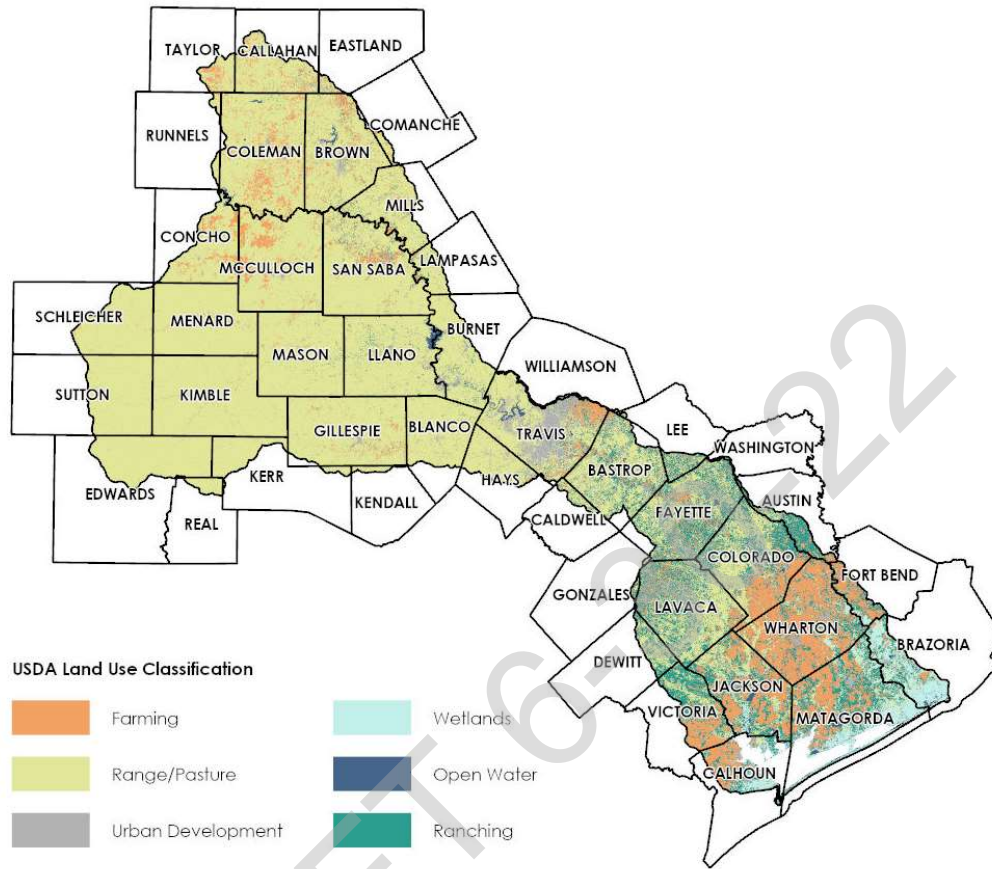 TAYLOR
CALLAHAN
EASTLAND
RUNNELS
COLEMAN
BROWN
COMANCHE
MILLS
CONCHO
MCCULLOCH
SAN SABA
LAMPASAS
SCHLEICHER
MENARD
BURNET
MASON
LLANO
WILLIAMSON
SUTTON
KIMBLE
GILLESPIE
BLANCO
TRAVIS
LEE
WASHINGTON
BASTROP
EDWARDS
KERR
HAYS
KENDALL
REAL
CALDWELL
FAYETTE
AUSTIN
COLORADO
FORT BEND
GONZALES
LAVACA
WHARTON
BRAZORIA
DEWITT
JACKSON
VICTORIA
MATAGORDA
CALHOUN
USDA Land Use Classification
Farming
Wetlands
Range/Pasture
Open Water
Urban Development
Ranching